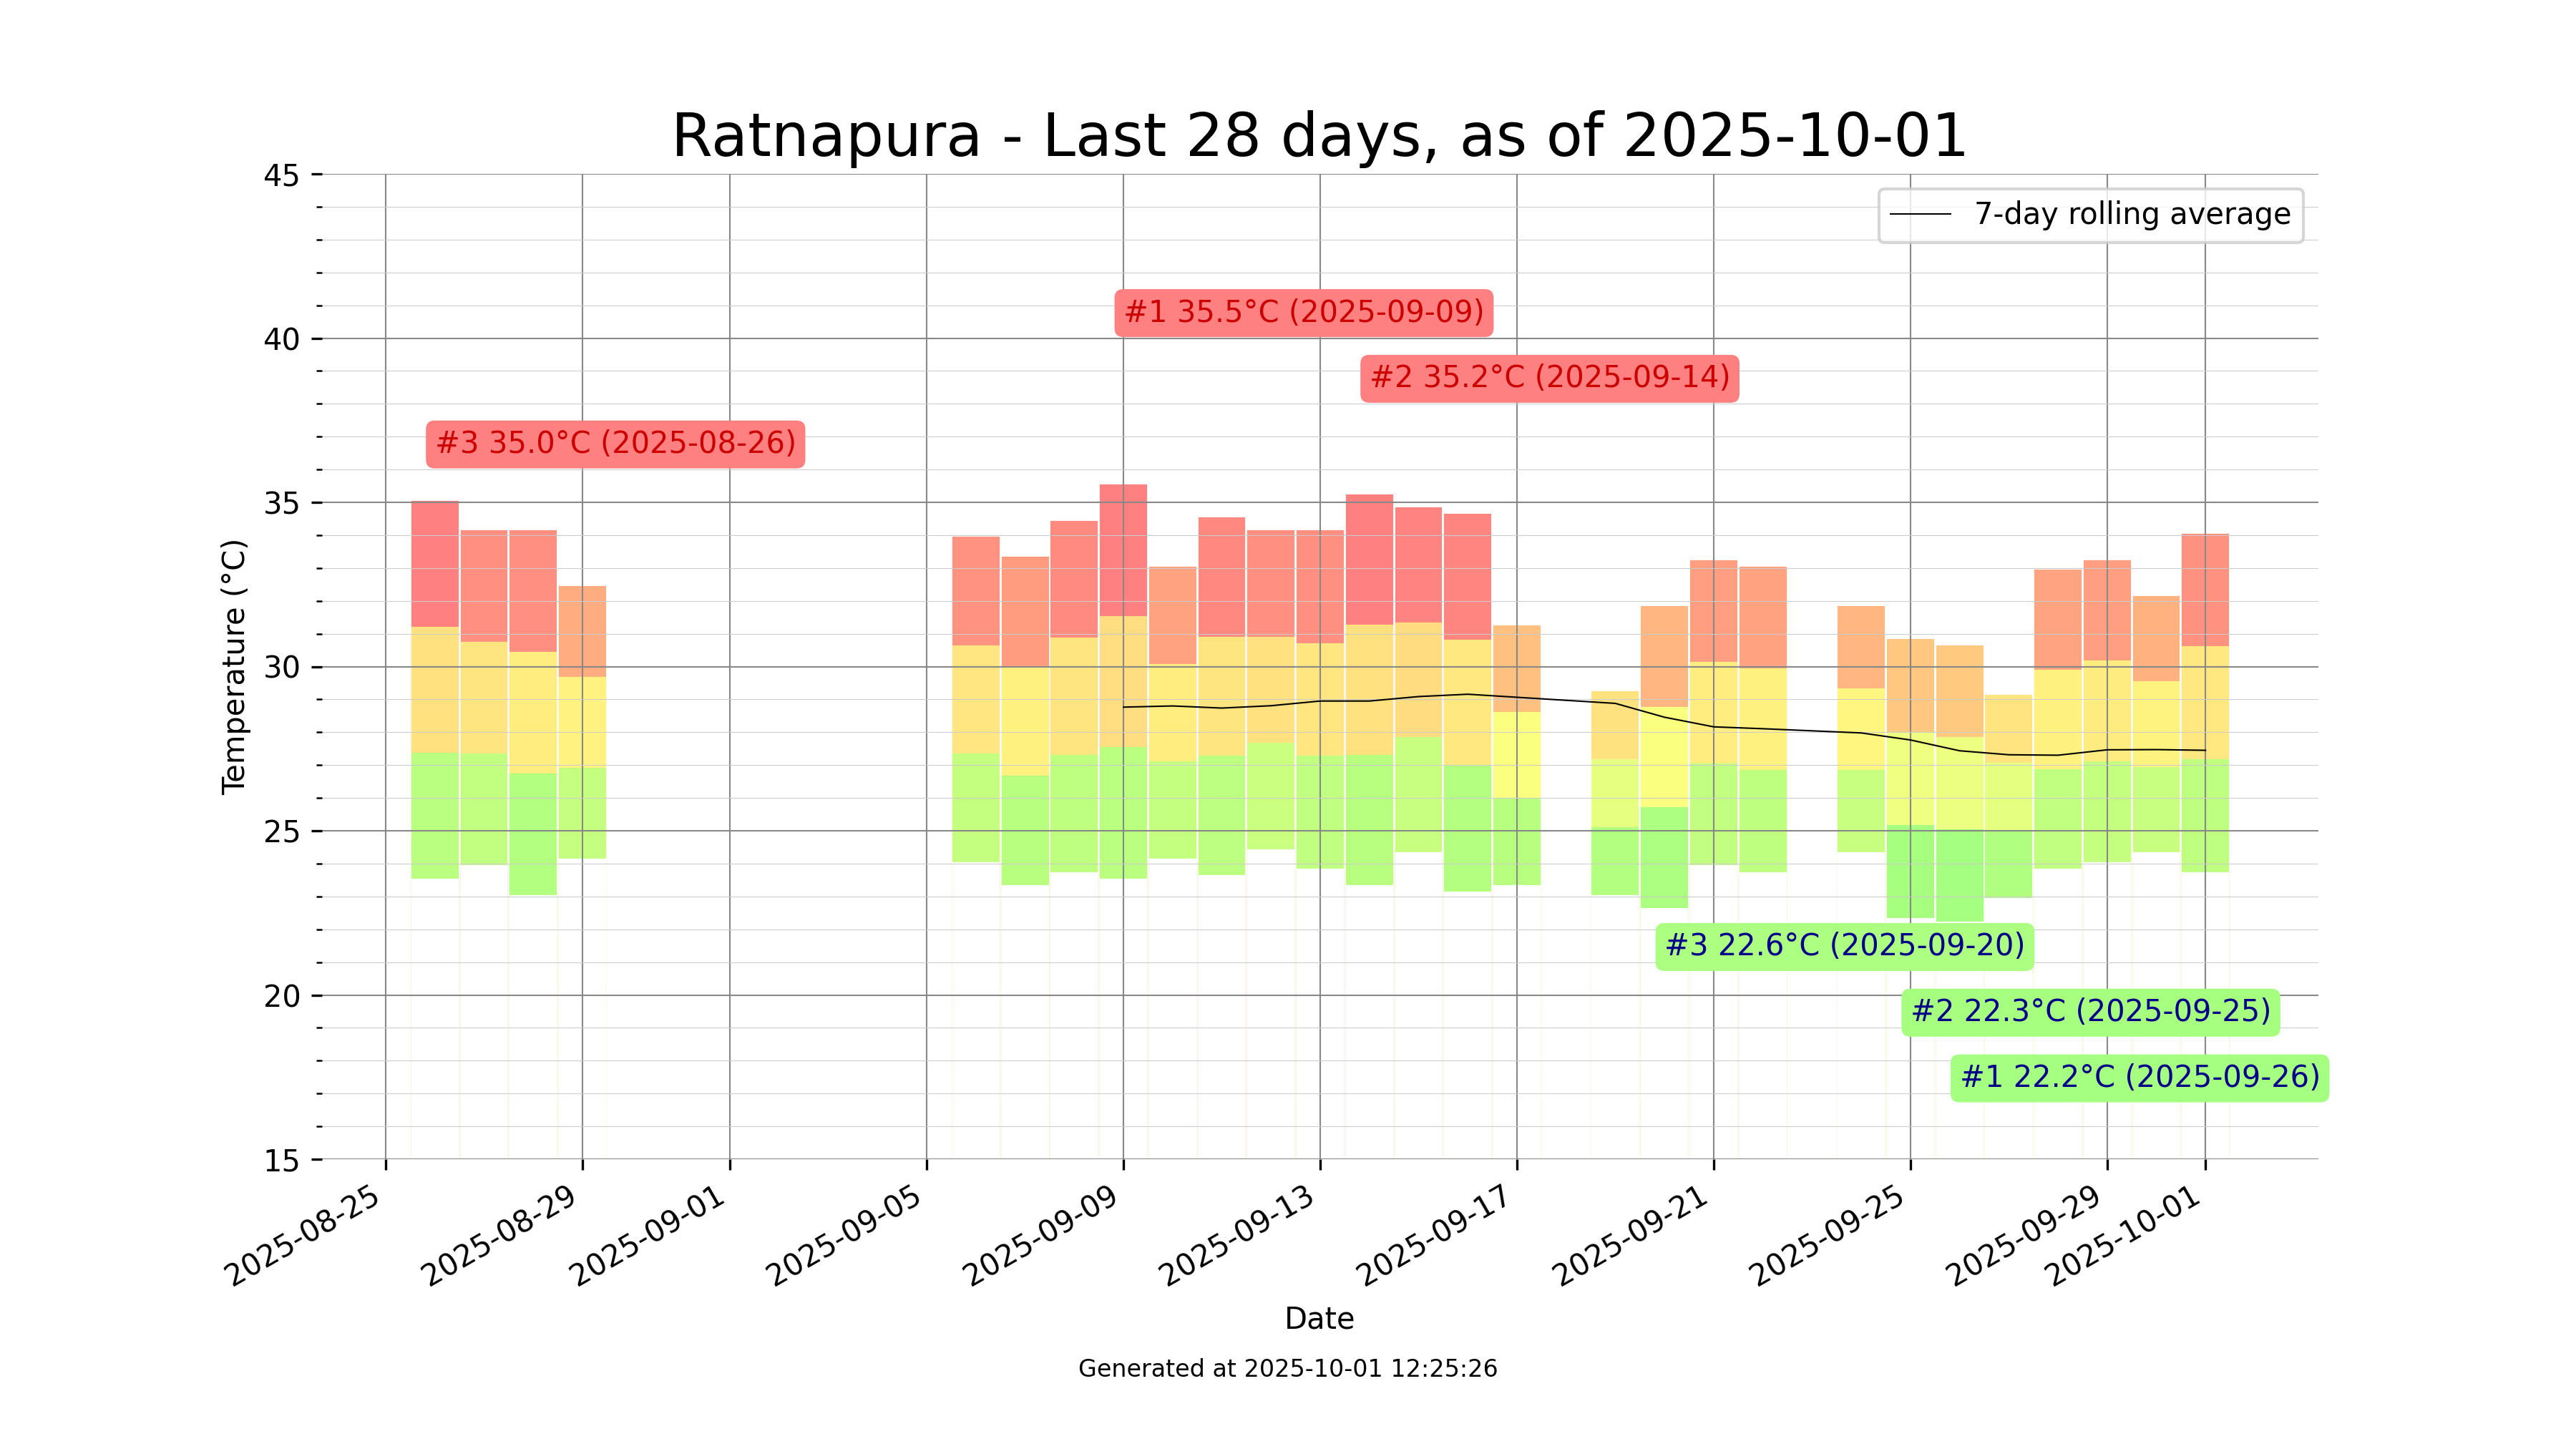 Ratnapura - Last 28 days, as of 2025-10-01
45
7-day rolling average
#1 35.5°C (2025-09-09)
40
#2 35.2°C (2025-09-14)
#3 35.0°C (2025-08-26)
35
Temperature (°C)
30
25
#3 22.6°C (2025-09-20)
20
#2 22.3°C (2025-09-25)
#1 22.2°C (2025-09-26)
15
2025-08-25
2025-08-29
2025-09-01
2025-09-05
2025-09-09
2025-09-13
2025-09-17
2025-09-21
2025-09-25
2025-09-29
2025-10-01
Date
Generated at 2025-10-01 12:25:26